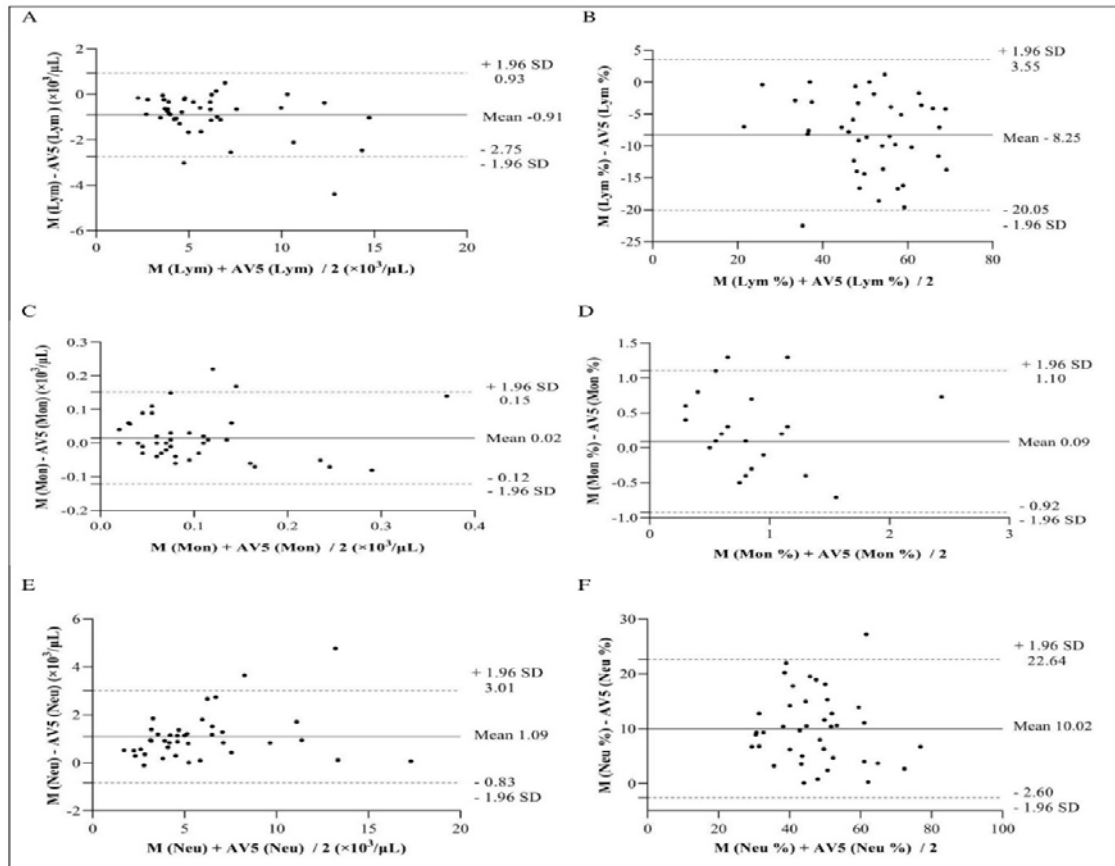 A
M (Lym) - AV5 (Lym) (×10³/µL)
2
0
-2
-4
-6
+ 1.96 SD
0.93
Mean -0.91
- 2.75
- 1.96 SD
0
5
10
15
20
M (Lym) + AV5 (Lym) / 2 (×10³/µL)
B
M (Lym %) - AV5 (Lym %)
5
0
-5
-10
-15
-20
-25
+ 1.96 SD
3.55
Mean - 8.25
- 20.05
- 1.96 SD
0
20
40
60
80
M (Lym %) + AV5 (Lym %) / 2
C
M (Mon) - AV5 (Mon) (×10³/µL)
0.3
0.2
0.1
0.0
-0.1
-0.2
+ 1.96 SD
0.15
Mean 0.02
- 0.12
- 1.96 SD
0.0
0.1
0.2
0.3
0.4
M (Mon) + AV5 (Mon) / 2 (×10³/µL)
D
M (Mon %) - AV5 (Mon %)
1.5
1.0
0.5
0.0
-0.5
-1.0
+ 1.96 SD
1.10
Mean 0.09
- 0.92
- 1.96 SD
0
1
2
3
M (Mon %) + AV5 (Mon %) / 2
E
M (Neu) - AV5 (Neu) (×10³/µL)
6
4
2
0
-2
+ 1.96 SD
3.01
Mean 1.09
- 0.83
- 1.96 SD
0
5
10
15
20
M (Neu) + AV5 (Neu) / 2 (×10³/µL)
F
M (Neu %) - AV5 (Neu %)
30
20
10
0
+ 1.96 SD
22.64
Mean 10.02
- 2.60
- 1.96 SD
0
20
40
60
80
100
M (Neu %) + AV5 (Neu %) / 2